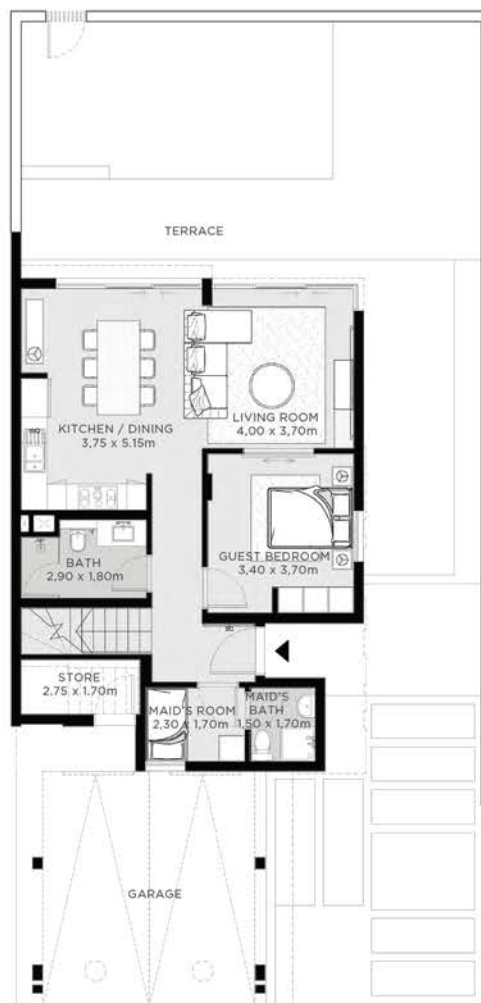 TERRACE
LIVING ROOM
4,00 x 3,70m
KITCHEN / DINING
3,75 x 5.15m
GUEST BEDROOM
3,40 x 3,70m
BATH
2,90 x 1,80m
STORE
2.75 x 1.70m
MAID'S ROOM
2,30 x 1,70m
MAID'S
BATH
1,50 x 1,70m
GARAGE